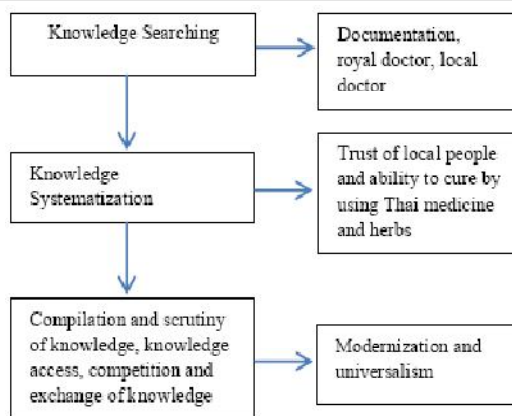 Knowledge Searching
Documentation,
royal doctor, local
doctor
Knowledge
Systematization
Trust of local people
and ability to cure by
using Thai medicine
and herbs
Compilation and scrutiny
of knowledge, knowledge
access, competition and
exchange of knowledge
Modernization and
universalism